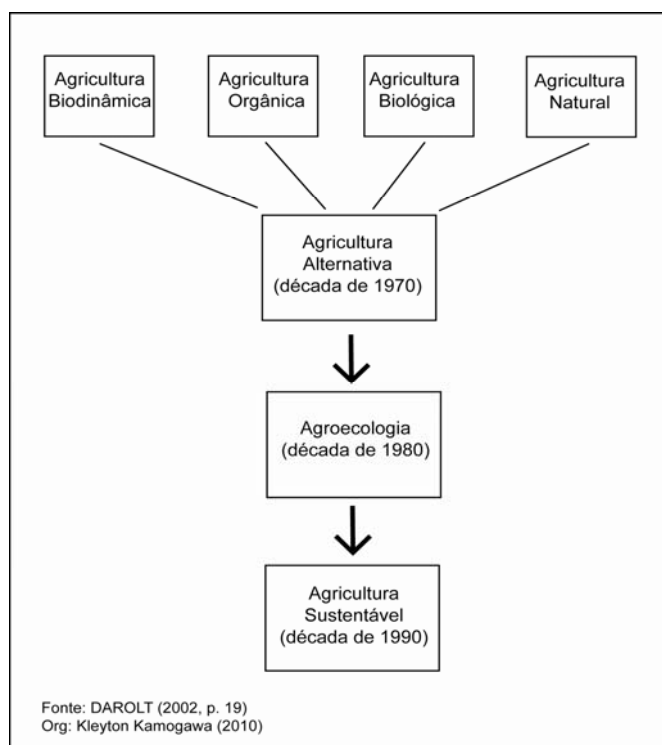 Agricultura
Biodinâmica
Agricultura
Orgânica
Agricultura
Biológica
Agricultura
Natural
Agricultura
Alternativa
(década de 1970)
Agroecologia
(década de 1980)
Agricultura
Sustentável
(década de 1990)
Fonte: DAROLT (2002, p. 19)
Org: Kleyton Kamogawa (2010)